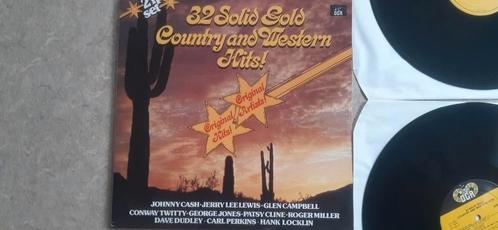 SET
32 Solid Gold
Country and Western
Hits!
Original
Hits!
Original
Artists!
JOHNNY CASH·JERRY LEE LEWIS·GLEN CAMPBELL
CONWAY TWITTY·GEORGE JONES·PATSY CLINE·ROGER MILLER
DAVE DUDLEY·CARL PERKINS·HANK LOCKLIN